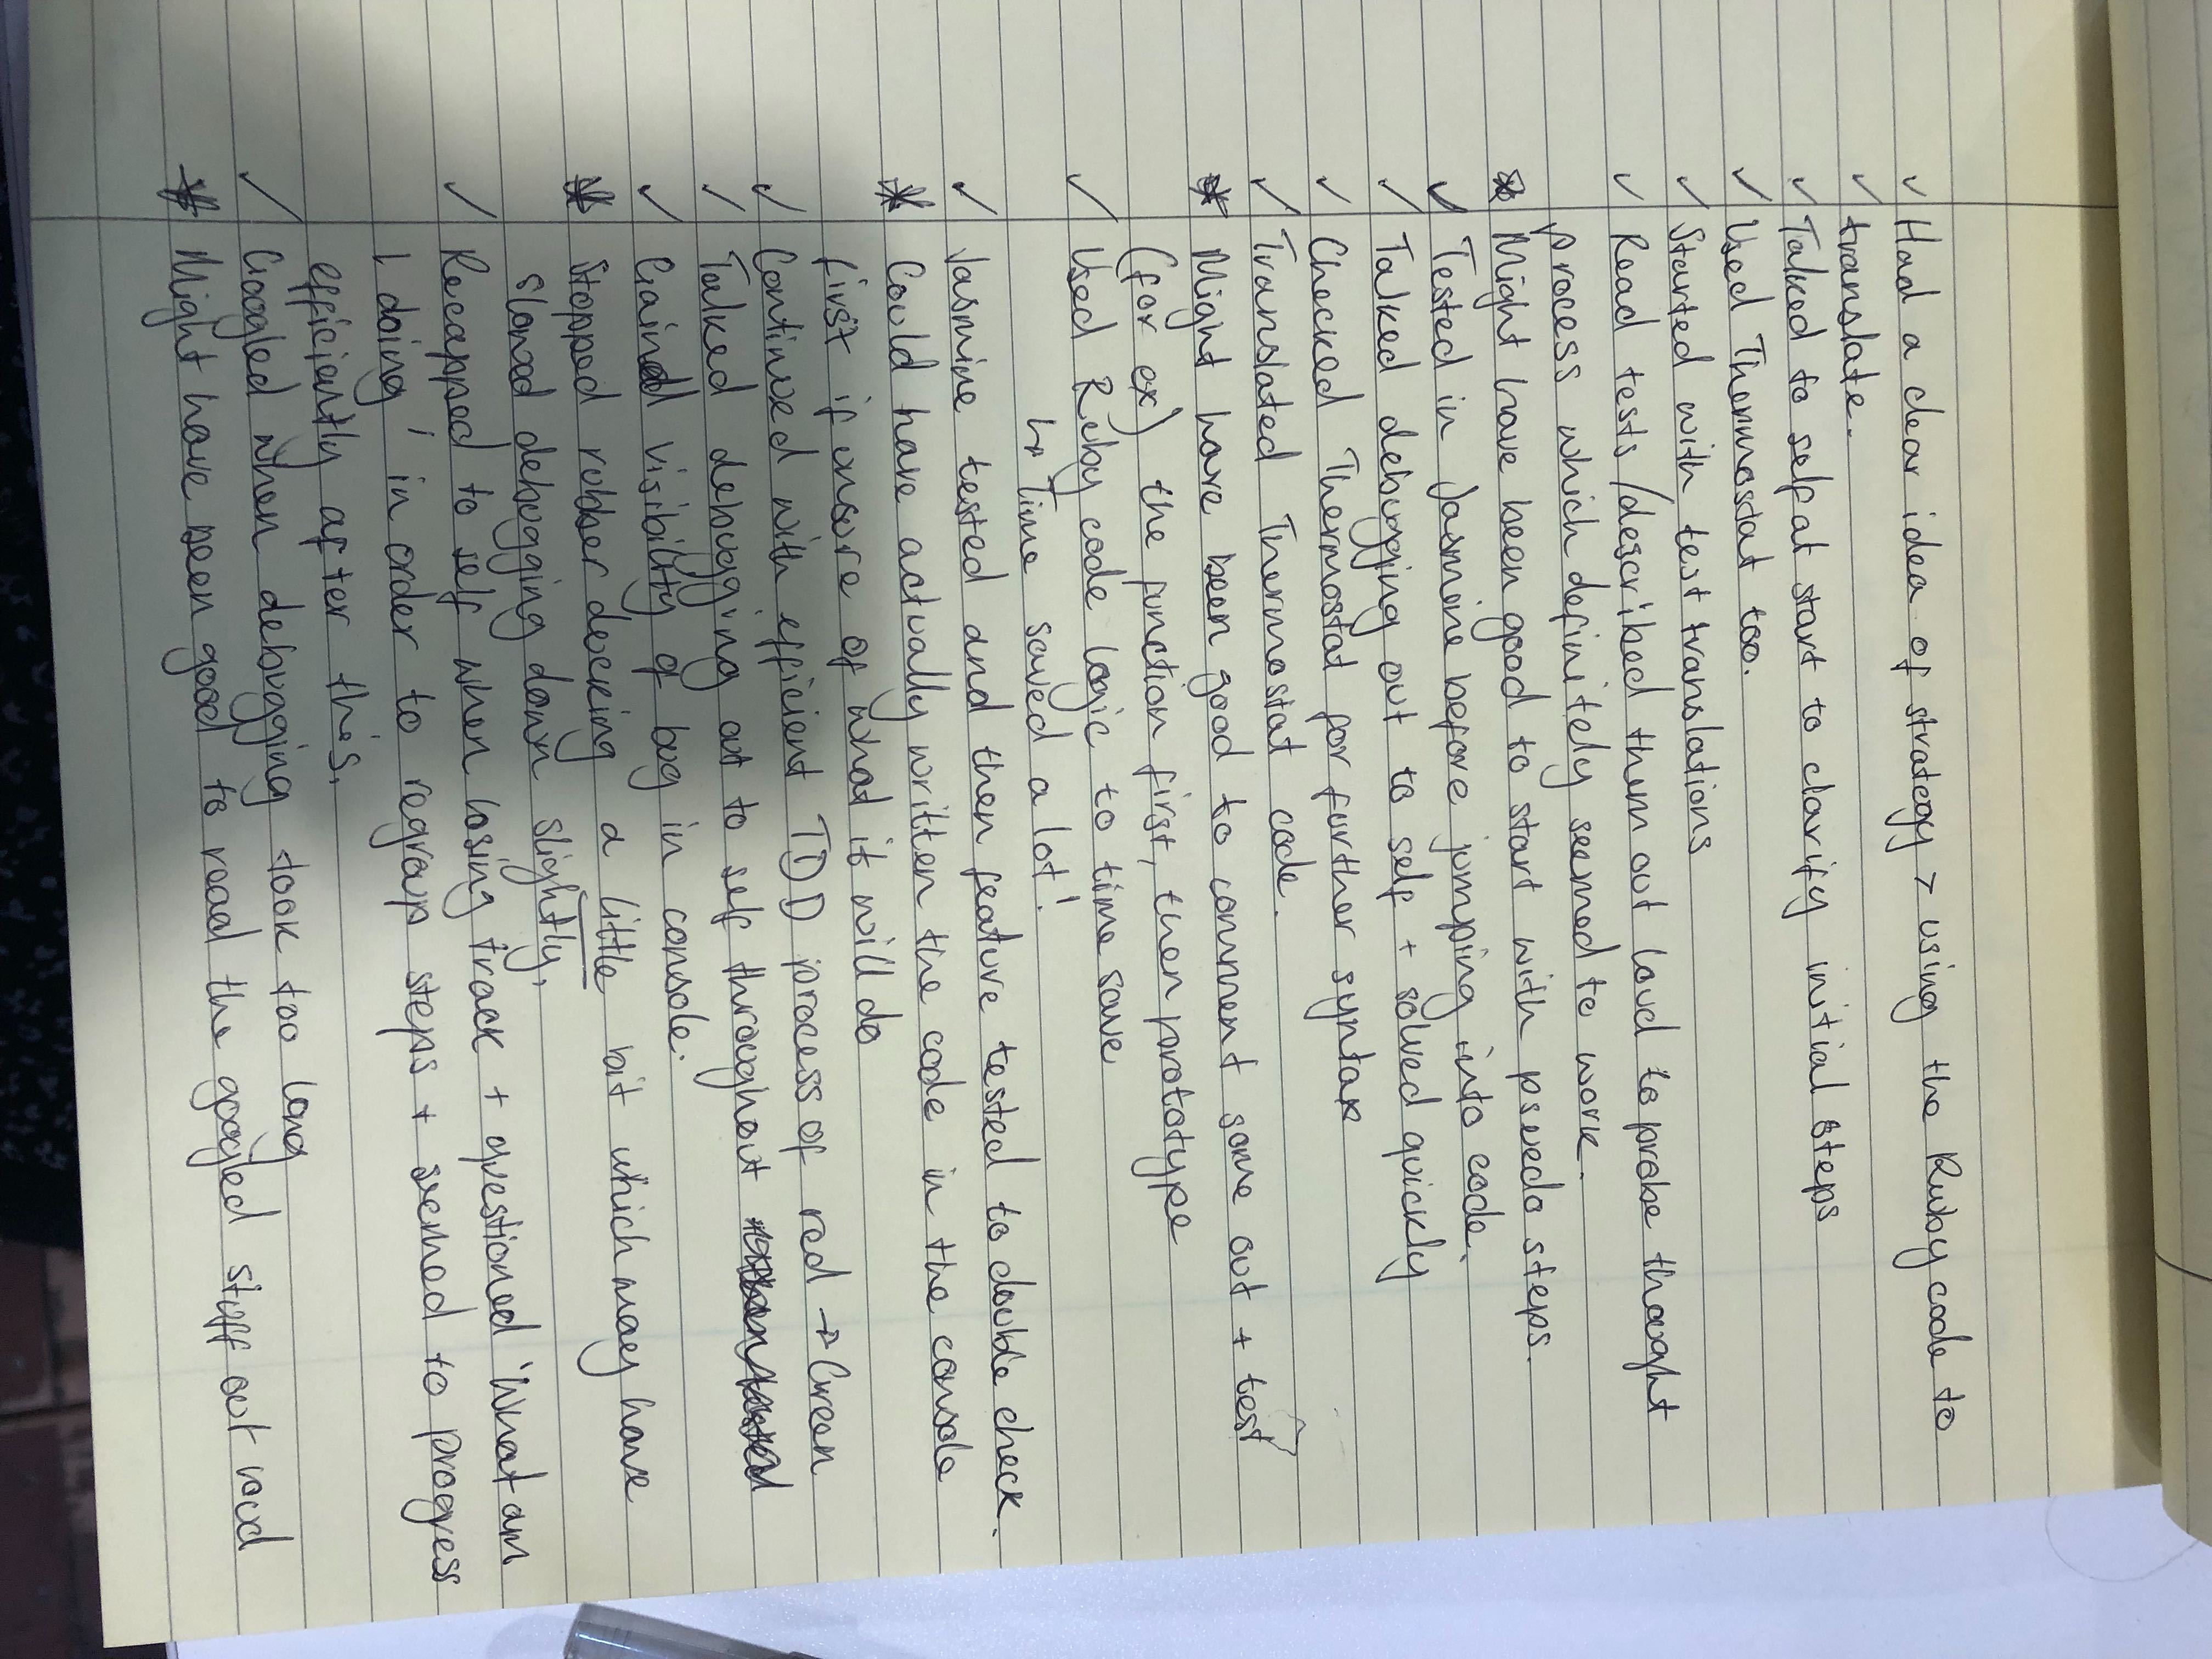 ✓ Had a clear idea of strategy > using the Ruby code to
✓ translate.
✓ Talked to self at start to clarify initial steps
✓ Used Thermostat too.
✓ Started with test translations
✓ Read tests/described them out loud to probe thought
process which definitely seemed to work.
* Might have been good to start with pseudo steps.
✓ Tested in Jasmine before jumping into code.
✓ Talked debugging out to self + solved quickly
✓ Checked Thermostat for further syntax
✓ Translated Thermostat code.
* Might have been good to comment some out + test
(for ex) the function first, then prototype
✓ Used Ruby code logic to time save
↳ Time saved a lot!
✓ Jasmine tested and then feature tested to double check.
* Could have actually written the code in the console
first if unsure of what it will do
✓ Continued with efficient TDD process of red → Green
✓ Talked debugging out to self throughout
✓ Gained visibility of bug in console.
* Stopped rubber ducking a little bit which may have
slowed debugging down slightly.
✓ Recapped to self when losing track + questioned 'What am
I doing' in order to regrasp steps + seemed to progress
efficiently after this.
✓ Googled when debugging took too long
* Might have been good to read the googled stuff out loud